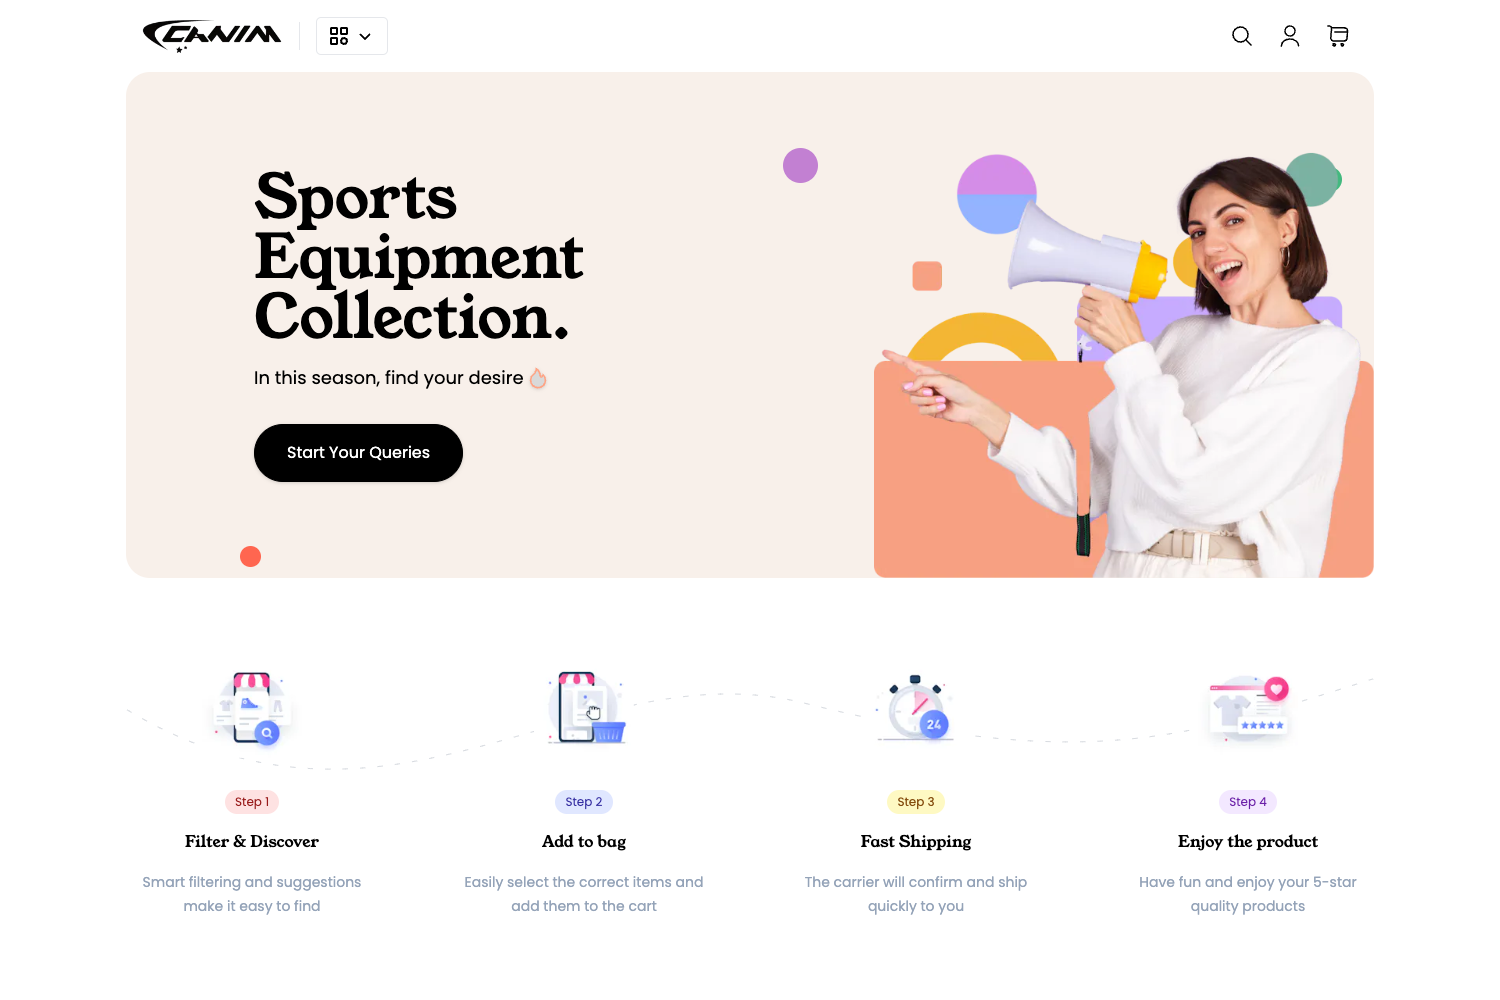 CANIM
Sports
Equipment
Collection.
In this season, find your desire
Start Your Queries
24
Step 1
Step 2
Step 3
Step 4
Filter & Discover
Add to bag
Fast Shipping
Enjoy the product
Smart filtering and suggestions
make it easy to find
Easily select the correct items and
add them to the cart
The carrier will confirm and ship
quickly to you
Have fun and enjoy your 5-star
quality products